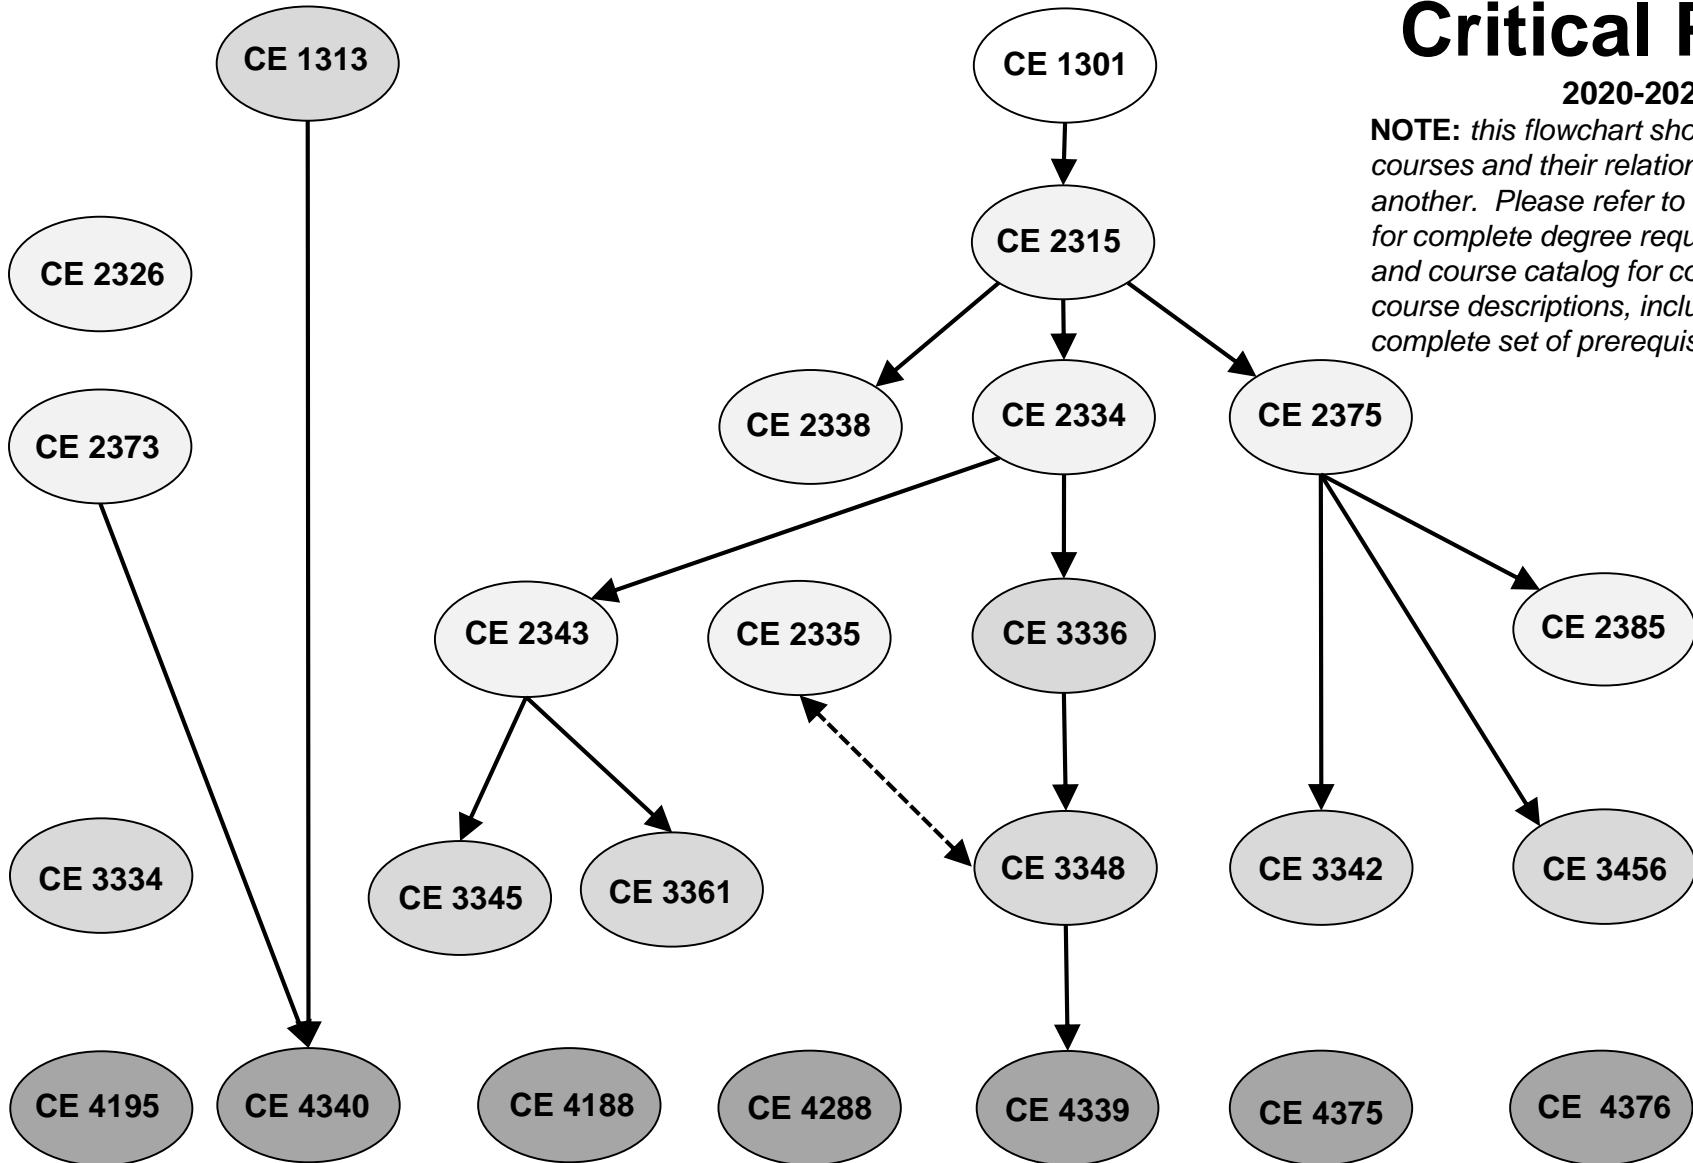 Critical
2020-202
NOTE: this flowchart sho
courses and their relation
another. Please refer to
for complete degree requ
and course catalog for co
course descriptions, inclu
complete set of prerequis
CE 1313
CE 1301
CE 2326
CE 2315
CE 2373
CE 2338
CE 2334
CE 2375
CE 2343
CE 2335
CE 3336
CE 2385
CE 3334
CE 3345
CE 3361
CE 3348
CE 3342
CE 3456
CE 4195
CE 4340
CE 4188
CE 4288
CE 4339
CE 4375
CE 4376